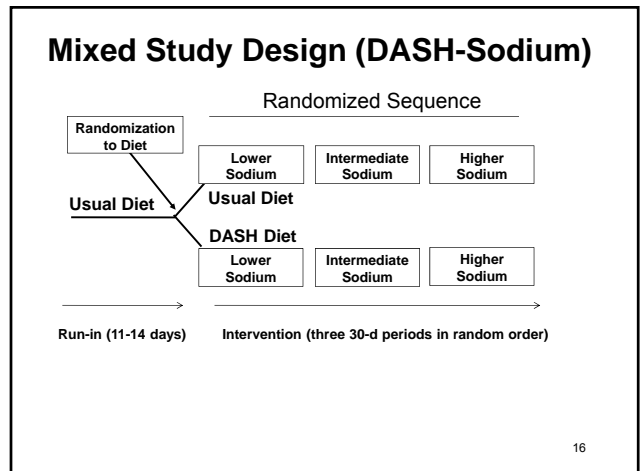 Mixed Study Design (DASH-Sodium)
Randomized Sequence
Randomization
to Diet
Lower
Sodium
Intermediate
Sodium
Higher
Sodium
Usual Diet
Usual Diet
DASH Diet
Lower
Sodium
Intermediate
Sodium
Higher
Sodium
Run-in (11-14 days)
Intervention (three 30-d periods in random order)
16